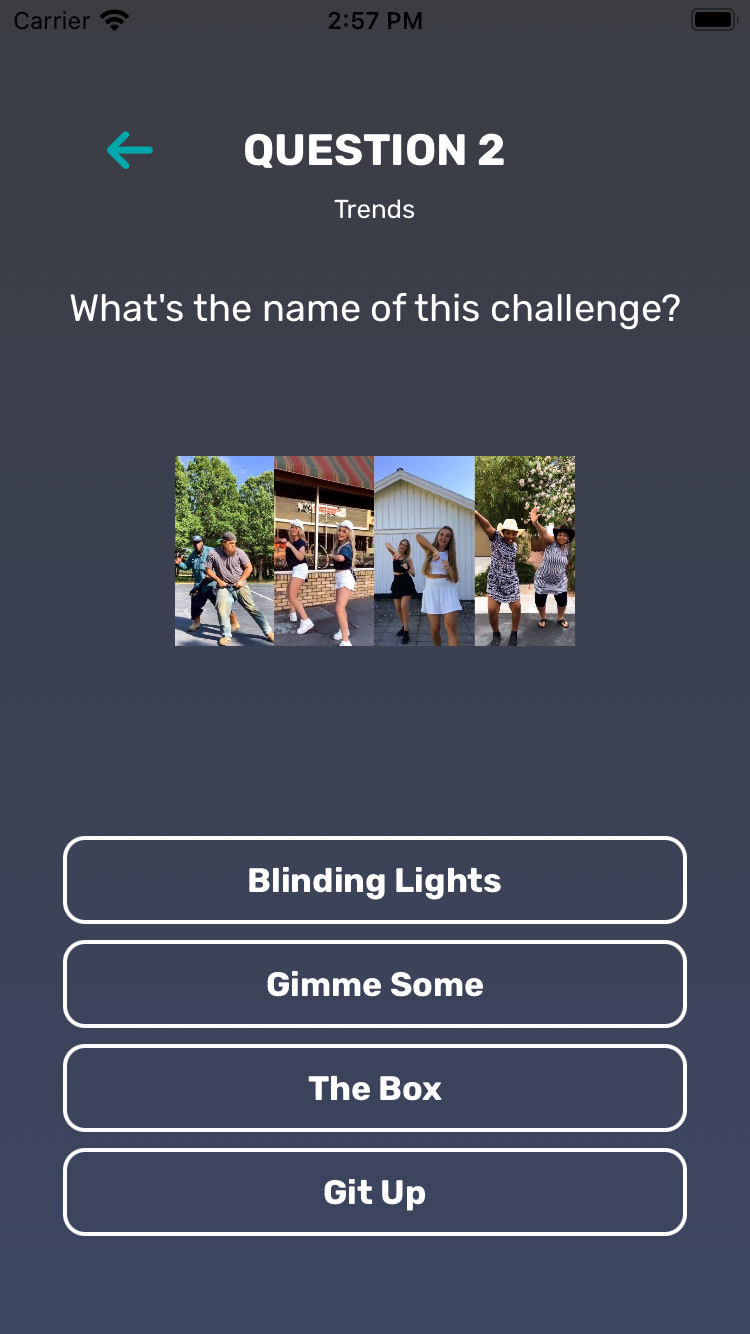 Carrier 2:57 PM
QUESTION 2
Trends
What's the name of this challenge?
Blinding Lights
Gimme Some
The Box
Git Up